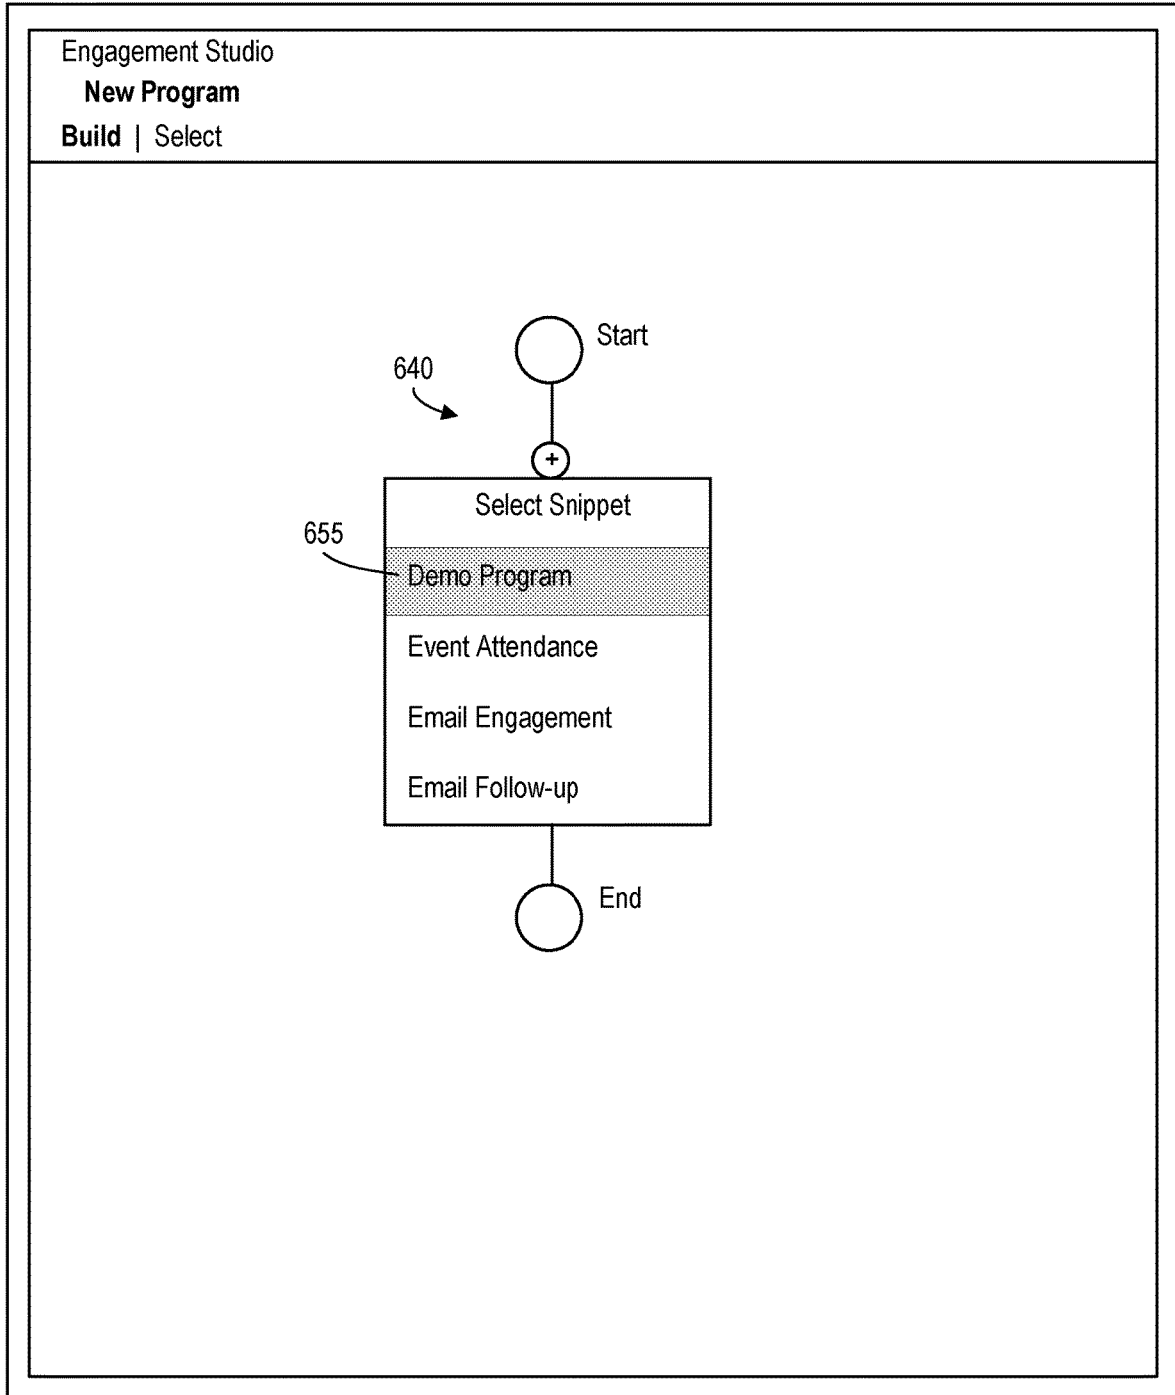 Engagement Studio
New Program
Build | Select
Start
640
+
Select Snippet
655
Demo Program
Event Attendance
Email Engagement
Email Follow-up
End